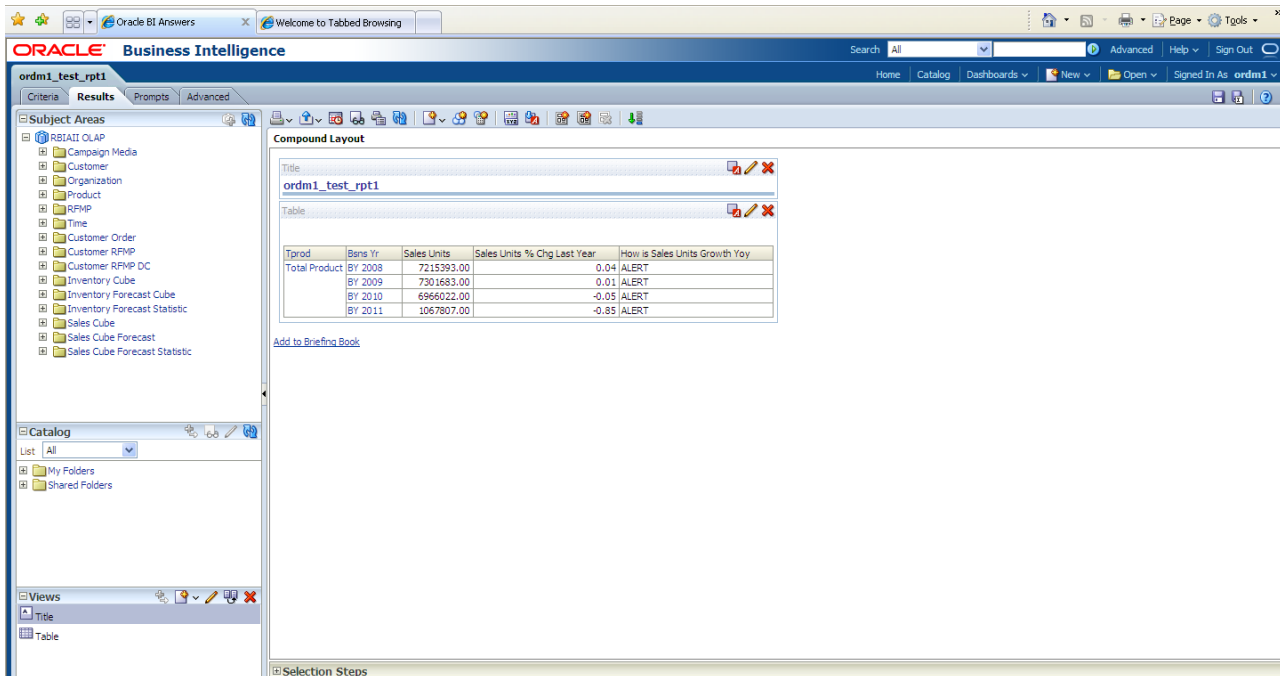 Oracle BI Answers X Welcome to Tabbed Browsing Page Tools
ORACLE Business Intelligence Search All Advanced Help Sign Out
ordm1_test_rpt1 Home Catalog Dashboards New Open Signed In As ordm1
Criteria Results Prompts Advanced
Subject Areas
RBIAII OLAP
Campaign Media
Customer
Organization
Product
RFMP
Time
Customer Order
Customer RFMP
Customer RFMP DC
Inventory Cube
Inventory Forecast Cube
Inventory Forecast Statistic
Sales Cube
Sales Cube Forecast
Sales Cube Forecast Statistic
Catalog
List All
My Folders
Shared Folders
Views
Title
Table
Compound Layout
Title
ordm1_test_rpt1
Table
Tprod Bsns Yr Sales Units Sales Units % Chg Last Year How is Sales Units Growth Yoy
Total Product BY 2008 7215393.00 0.04 ALERT
BY 2009 7301683.00 0.01 ALERT
BY 2010 6966022.00 -0.05 ALERT
BY 2011 1067807.00 -0.85 ALERT
Add to Briefing Book
Selection Steps